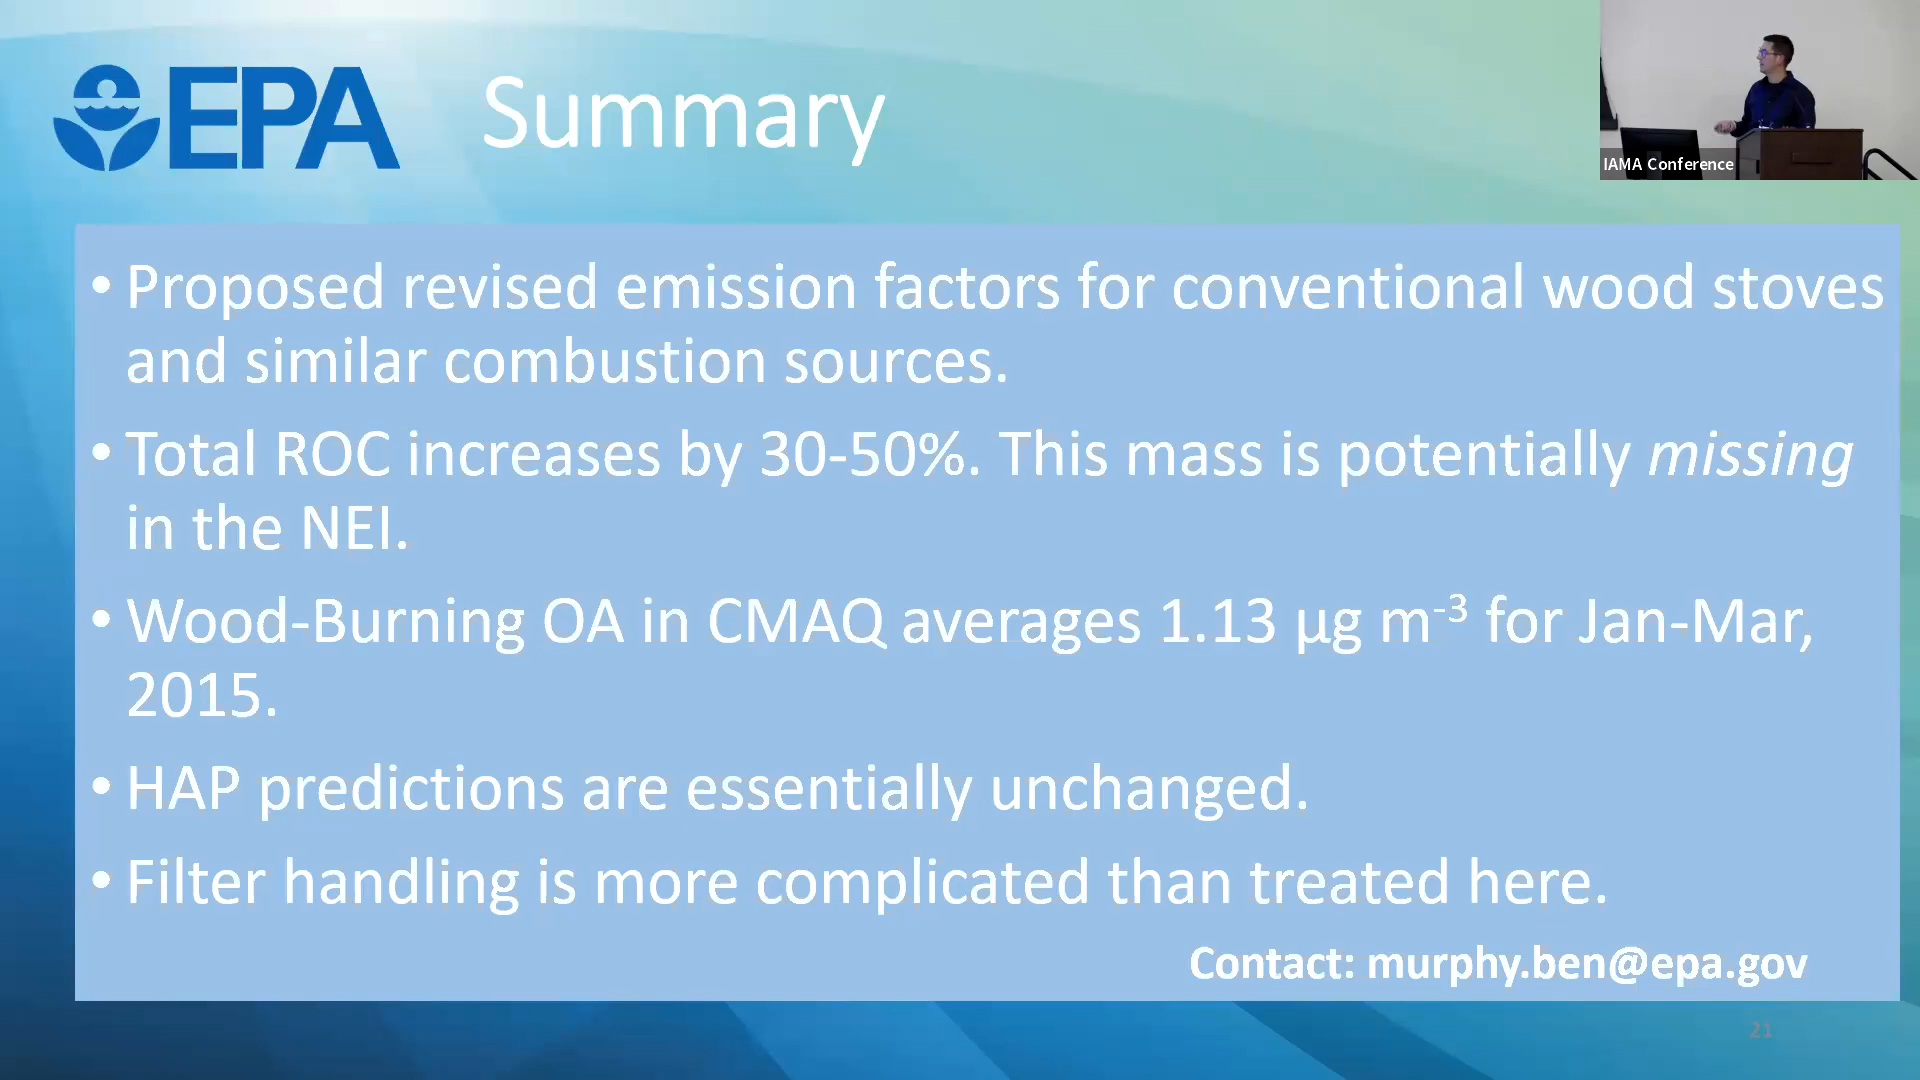 EPA
Summary
IAMA Conference
• Proposed revised emission factors for conventional wood stoves
and similar combustion sources.
• Total ROC increases by 30-50%. This mass is potentially missing
in the NEI.
• Wood-Burning OA in CMAQ averages 1.13 µg m⁻³ for Jan-Mar,
2015.
• HAP predictions are essentially unchanged.
• Filter handling is more complicated than treated here.
Contact: murphy.ben@epa.gov
21